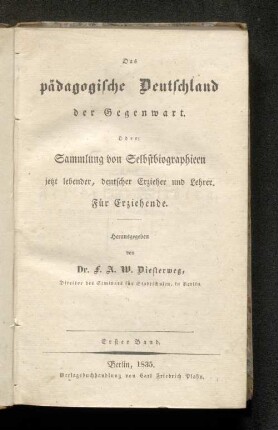 Das
pädagogische Deutschland
der Gegenwart.
Oder:
Sammlung von Selbstbiographieen
jetzt lebender, deutscher Erzieher und Lehrer.
Für Erziehende.
Herausgegeben
von
Dr. F. A. W. Diesterweg,
Director des Seminars für Stadtschulen, in Berlin.
Erster Band.
Berlin, 1835.
Verlagsbuchhandlung von Carl Friedrich Plahn.